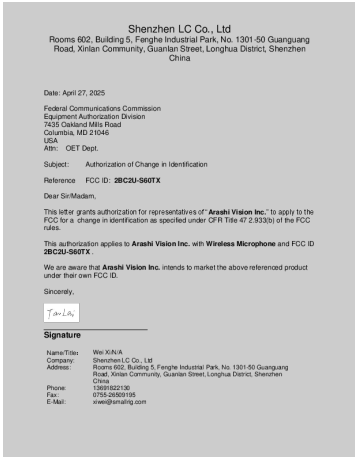 Shenzhen LC Co., Ltd
Rooms 602, Building 5, Fenghe Industrial Park, No. 1301-50 Guanguang
Road, Xinlan Community, Guanlan Street, Longhua District, Shenzhen
China
Date: April 27, 2025
Federal Communications Commission
Equipment Authorization Division
7435 Oakland Mills Road
Columbia, MD 21046
USA
Attn: OET Dept.
Subject: Authorization of Change in Identification
Reference FCC ID: 2BC2U-S60TX
Dear Sir/Madam,
This letter grants authorization for representatives of "Arashi Vision Inc." to apply to the
FCC for a change in identification as specified under CFR Title 47 2.933(b) of the FCC
rules.
This authorization applies to Arashi Vision Inc. with Wireless Microphone and FCC ID
2BC2U-S60TX .
We are aware that Arashi Vision Inc. intends to market the above referenced product
under their own FCC ID.
Sincerely,
Signature
Name/Title: Wei Xi/N/A
Company: Shenzhen LC Co., Ltd
Address: Rooms 602, Building 5, Fenghe Industrial Park, No. 1301-50 Guanguang
Road, Xinlan Community, Guanlan Street, Longhua District, Shenzhen
China
Phone: 13691822130
Fax: 0755-26509195
E-Mail: xiwei@smallrig.com